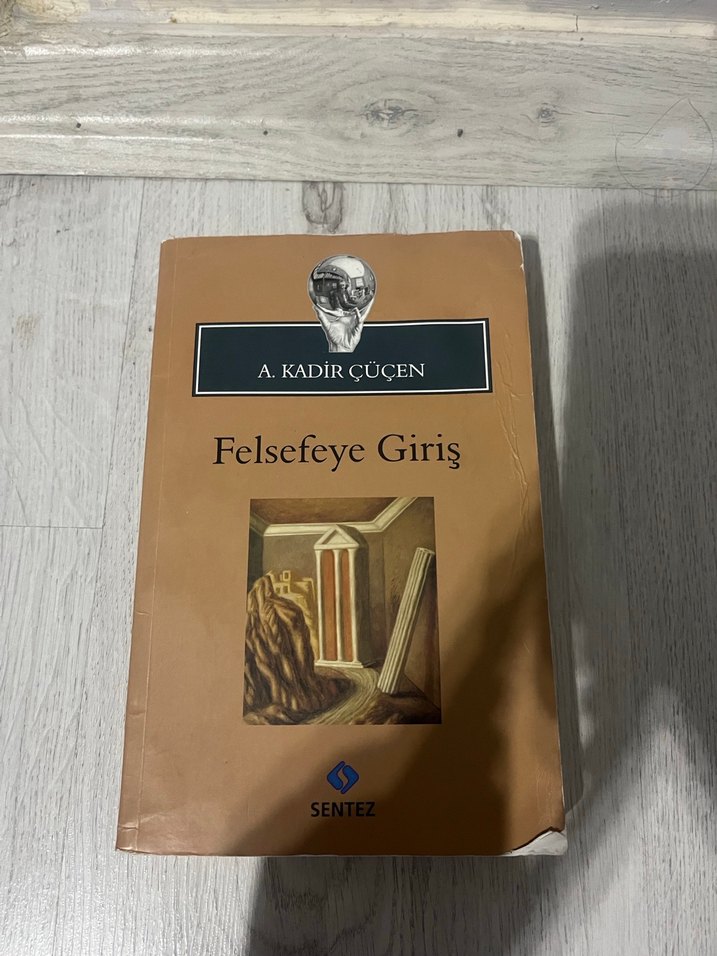 A. KADİR ÇÜÇEN
Felsefeye Giriş
SENTEZ